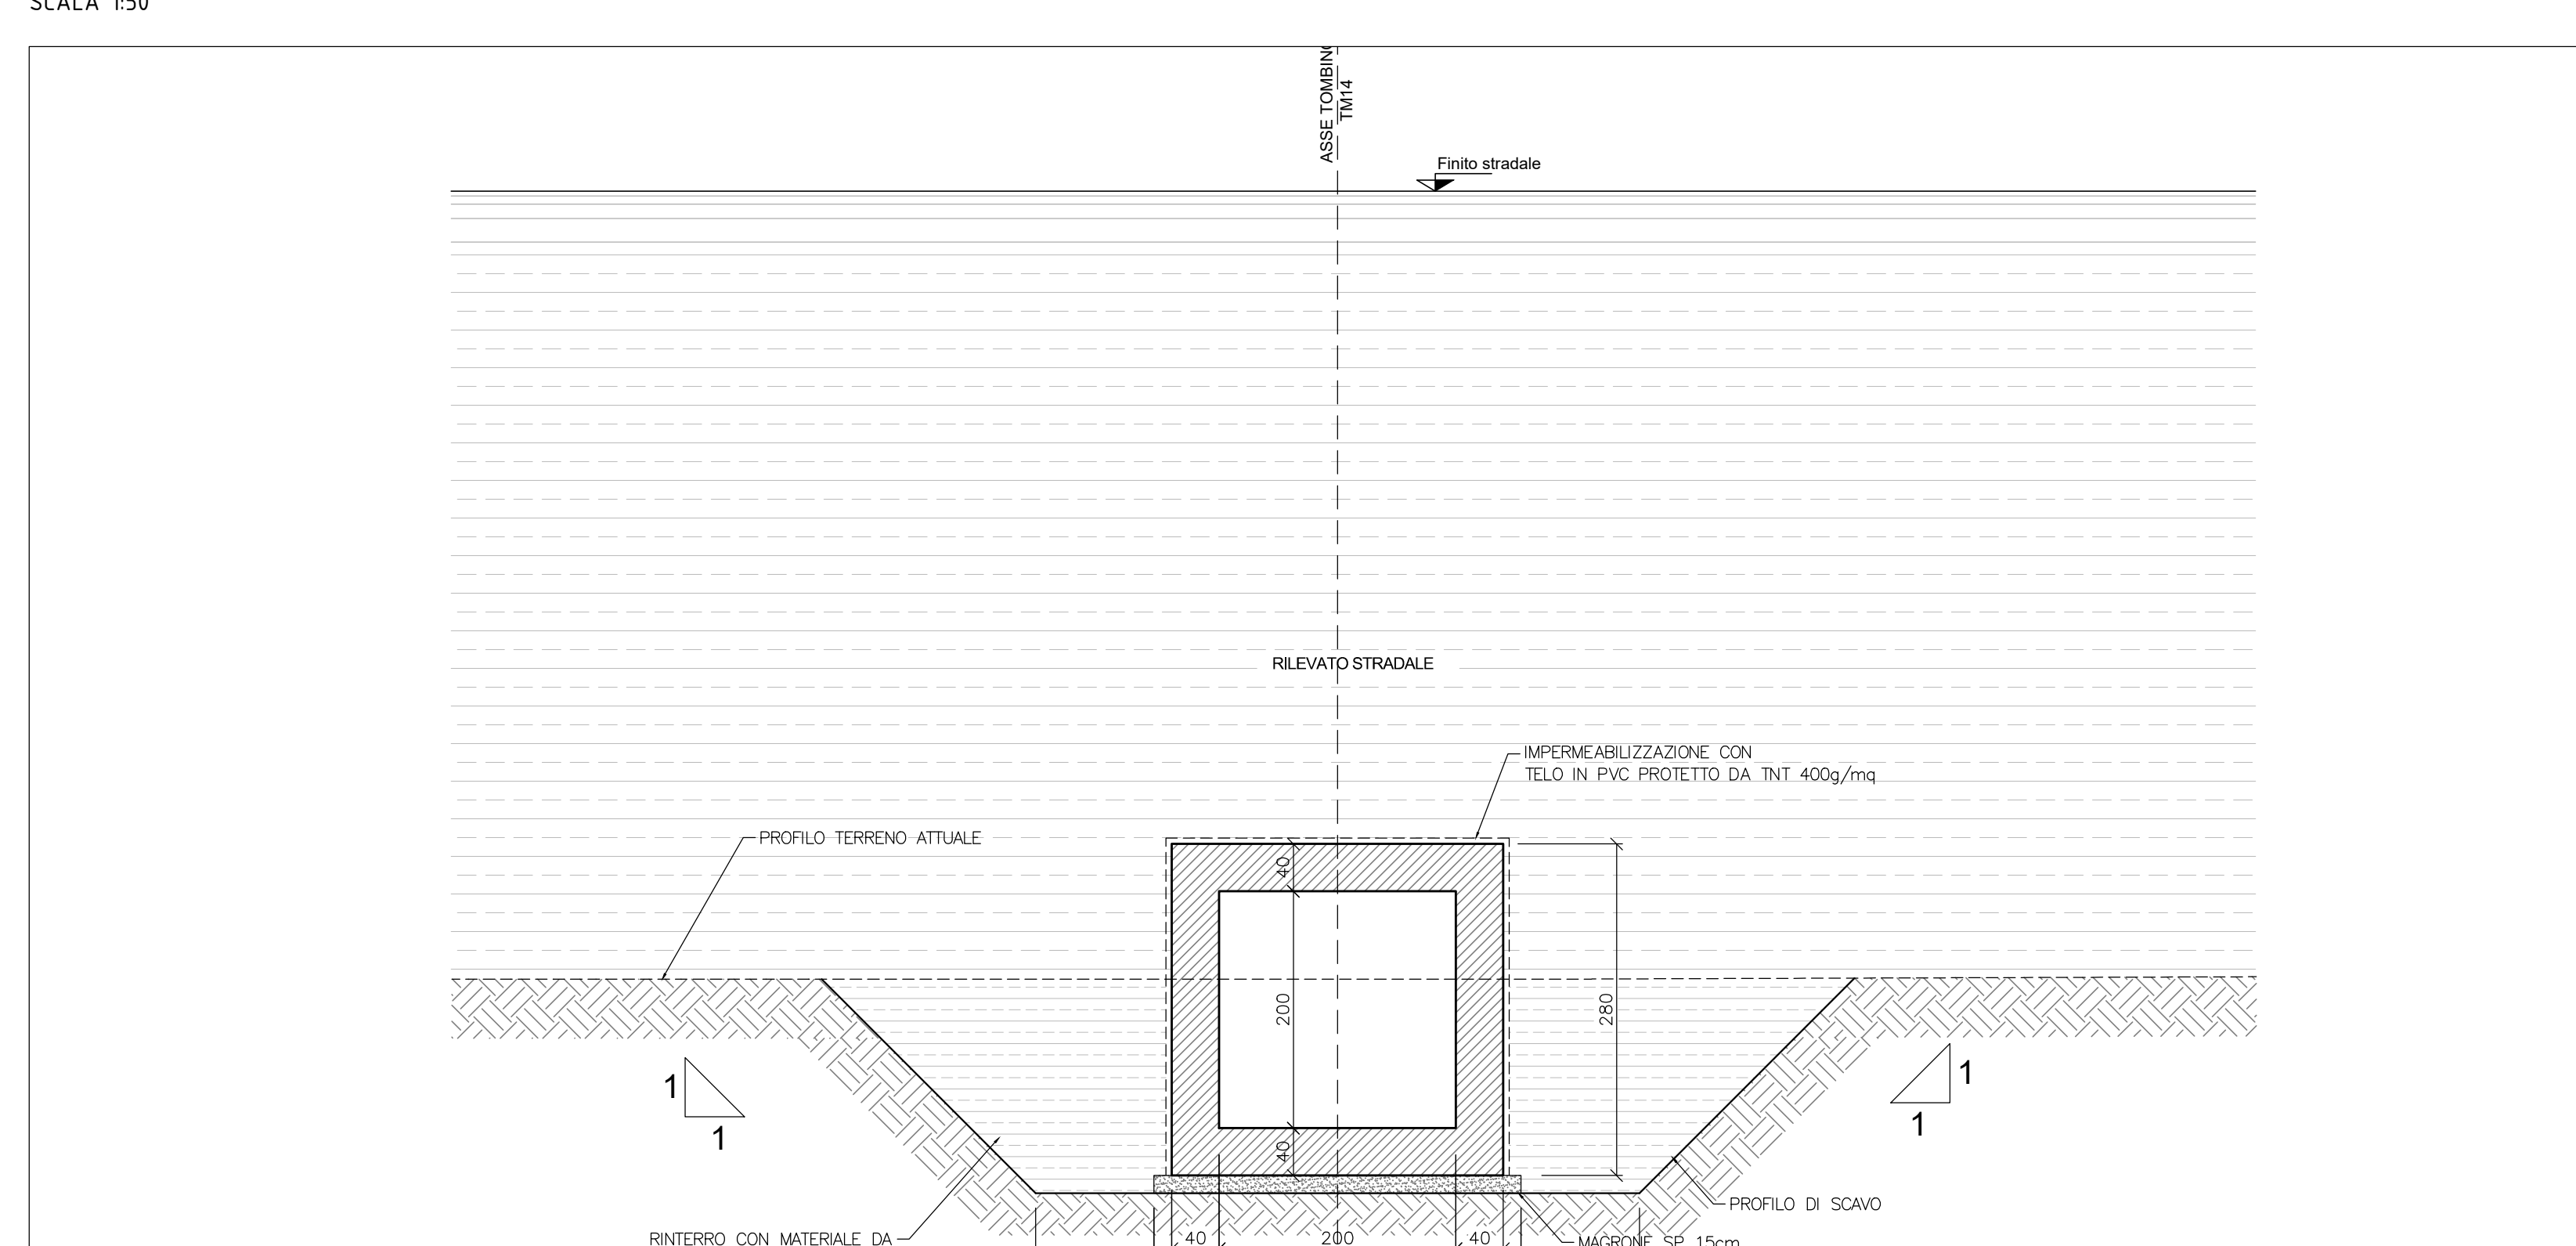 SCALA 1:50
ASSE TOMBINO
TM14
Finito stradale
RILEVATO STRADALE
IMPERMEABILIZZAZIONE CON
TELO IN PVC PROTETTO DA TNT 400g/mq
PROFILO TERRENO ATTUALE
40
200
280
1
1
1
1
40
PROFILO DI SCAVO
RINTERRO CON MATERIALE DA
40
200
40
MAGRONE SP. 15cm